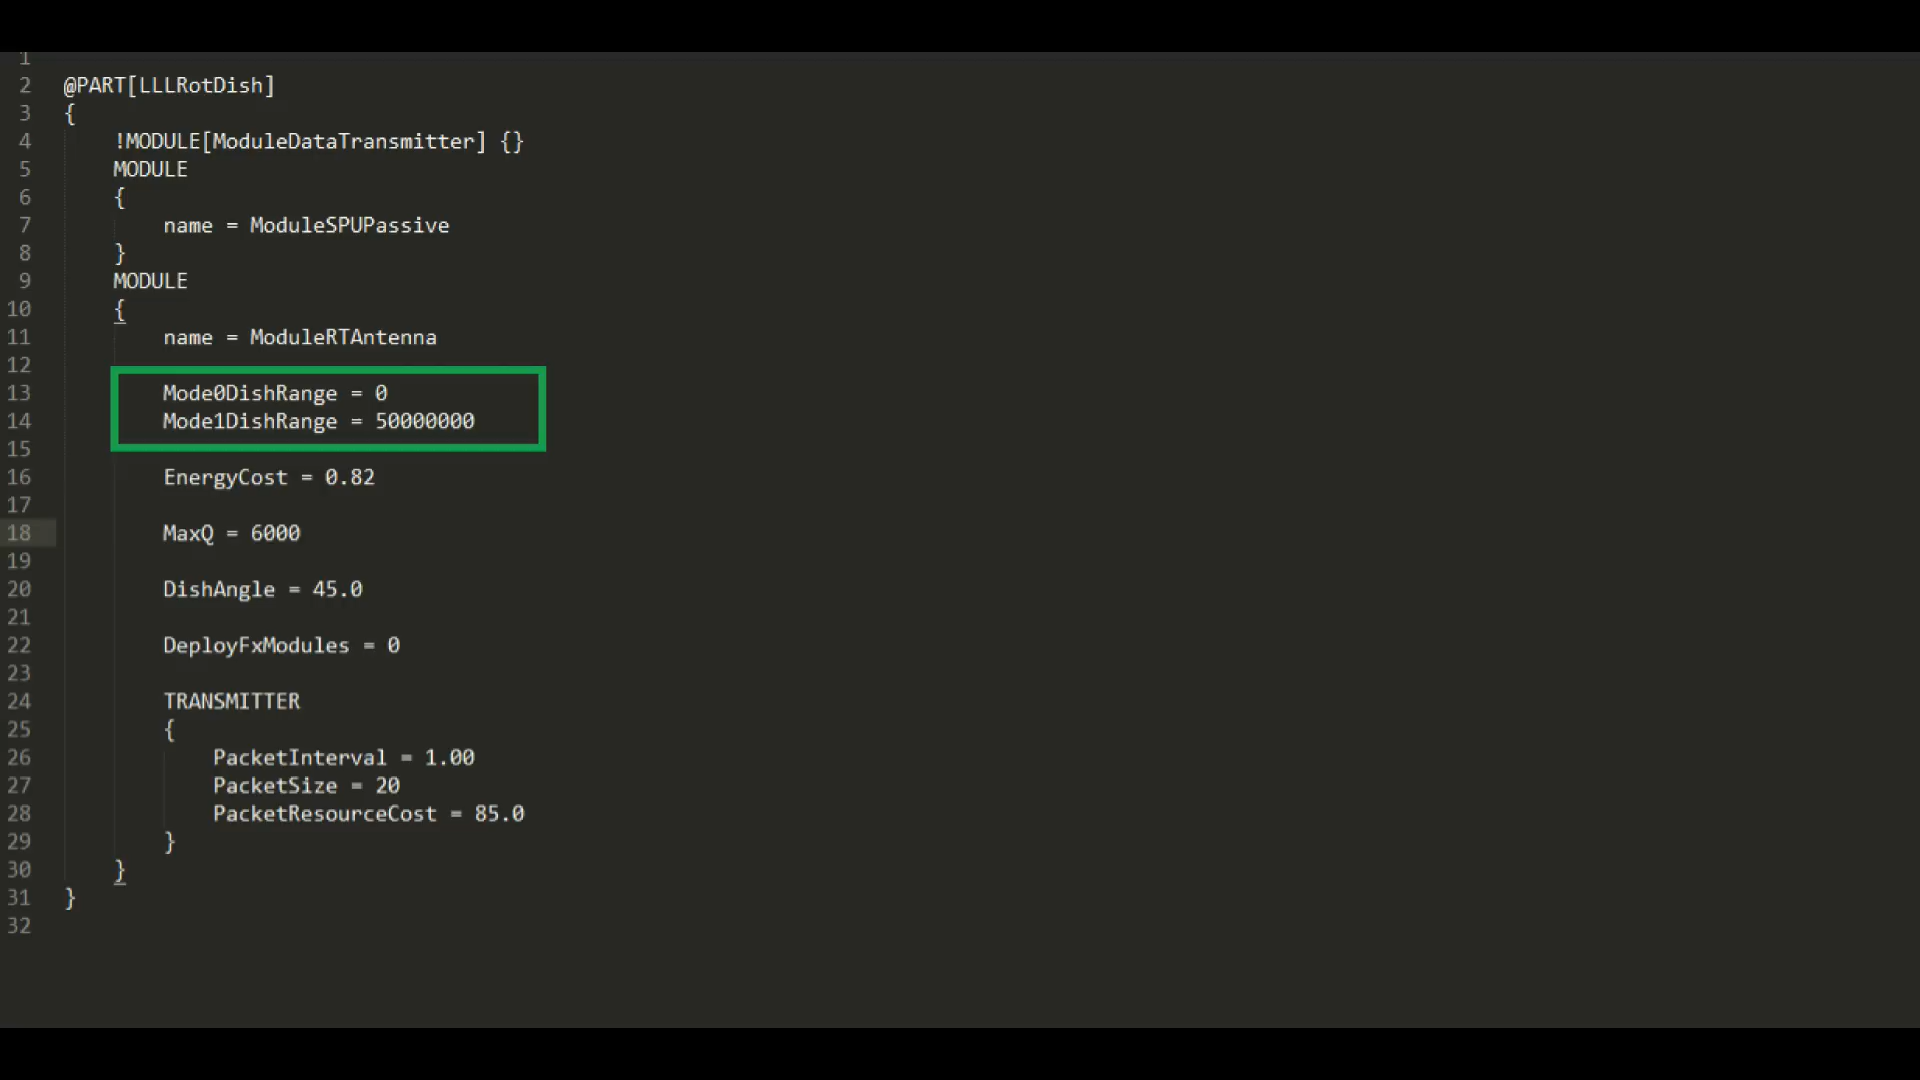 1
2 @PART[LLLRotDish]
3 {
4 !MODULE[ModuleDataTransmitter] {}
5 MODULE
6 {
7 name = ModuleSPUPassive
8 }
9 MODULE
10 {
11 name = ModuleRTAntenna
12
13 Mode0DishRange = 0
14 Mode1DishRange = 50000000
15
16 EnergyCost = 0.82
17
18 MaxQ = 6000
19
20 DishAngle = 45.0
21
22 DeployFxModules = 0
23
24 TRANSMITTER
25 {
26 PacketInterval = 1.00
27 PacketSize = 20
28 PacketResourceCost = 85.0
29 }
30 }
31 }
32